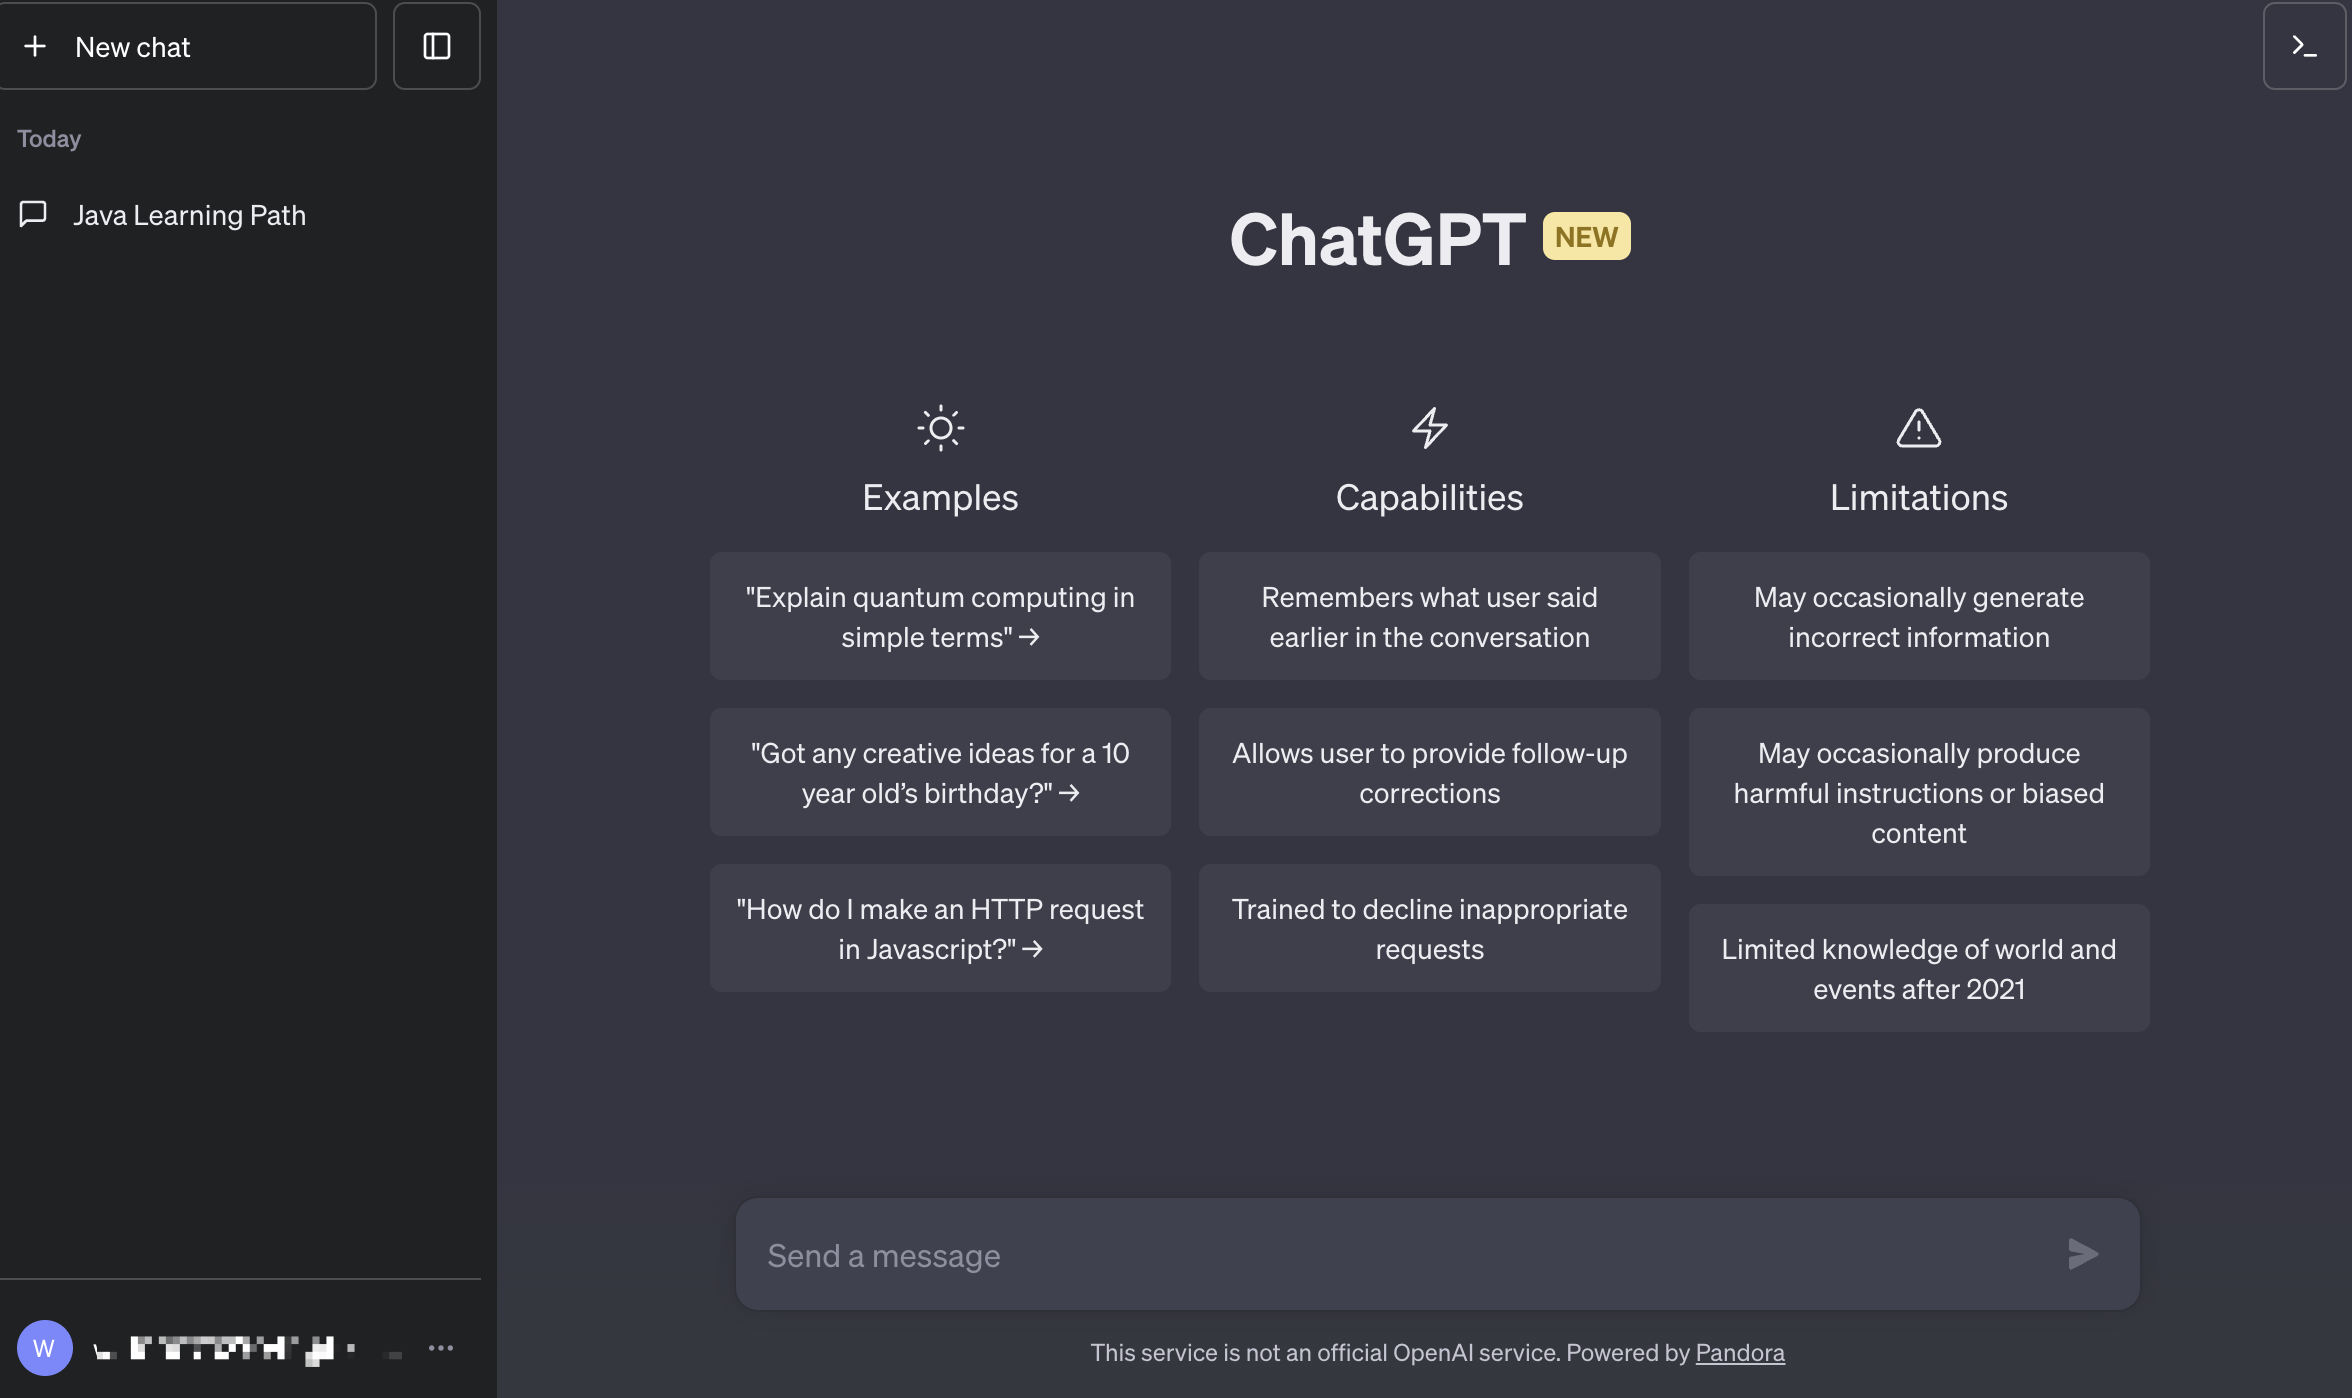 New chat
Today
Java Learning Path
ChatGPT NEW
Examples
"Explain quantum computing in
simple terms" →
"Got any creative ideas for a 10
year old’s birthday?" →
"How do I make an HTTP request
in Javascript?" →
Capabilities
Remembers what user said
earlier in the conversation
Allows user to provide follow-up
corrections
Trained to decline inappropriate
requests
Limitations
May occasionally generate
incorrect information
May occasionally produce
harmful instructions or biased
content
Limited knowledge of world and
events after 2021
Send a message
W
This service is not an official OpenAI service. Powered by Pandora